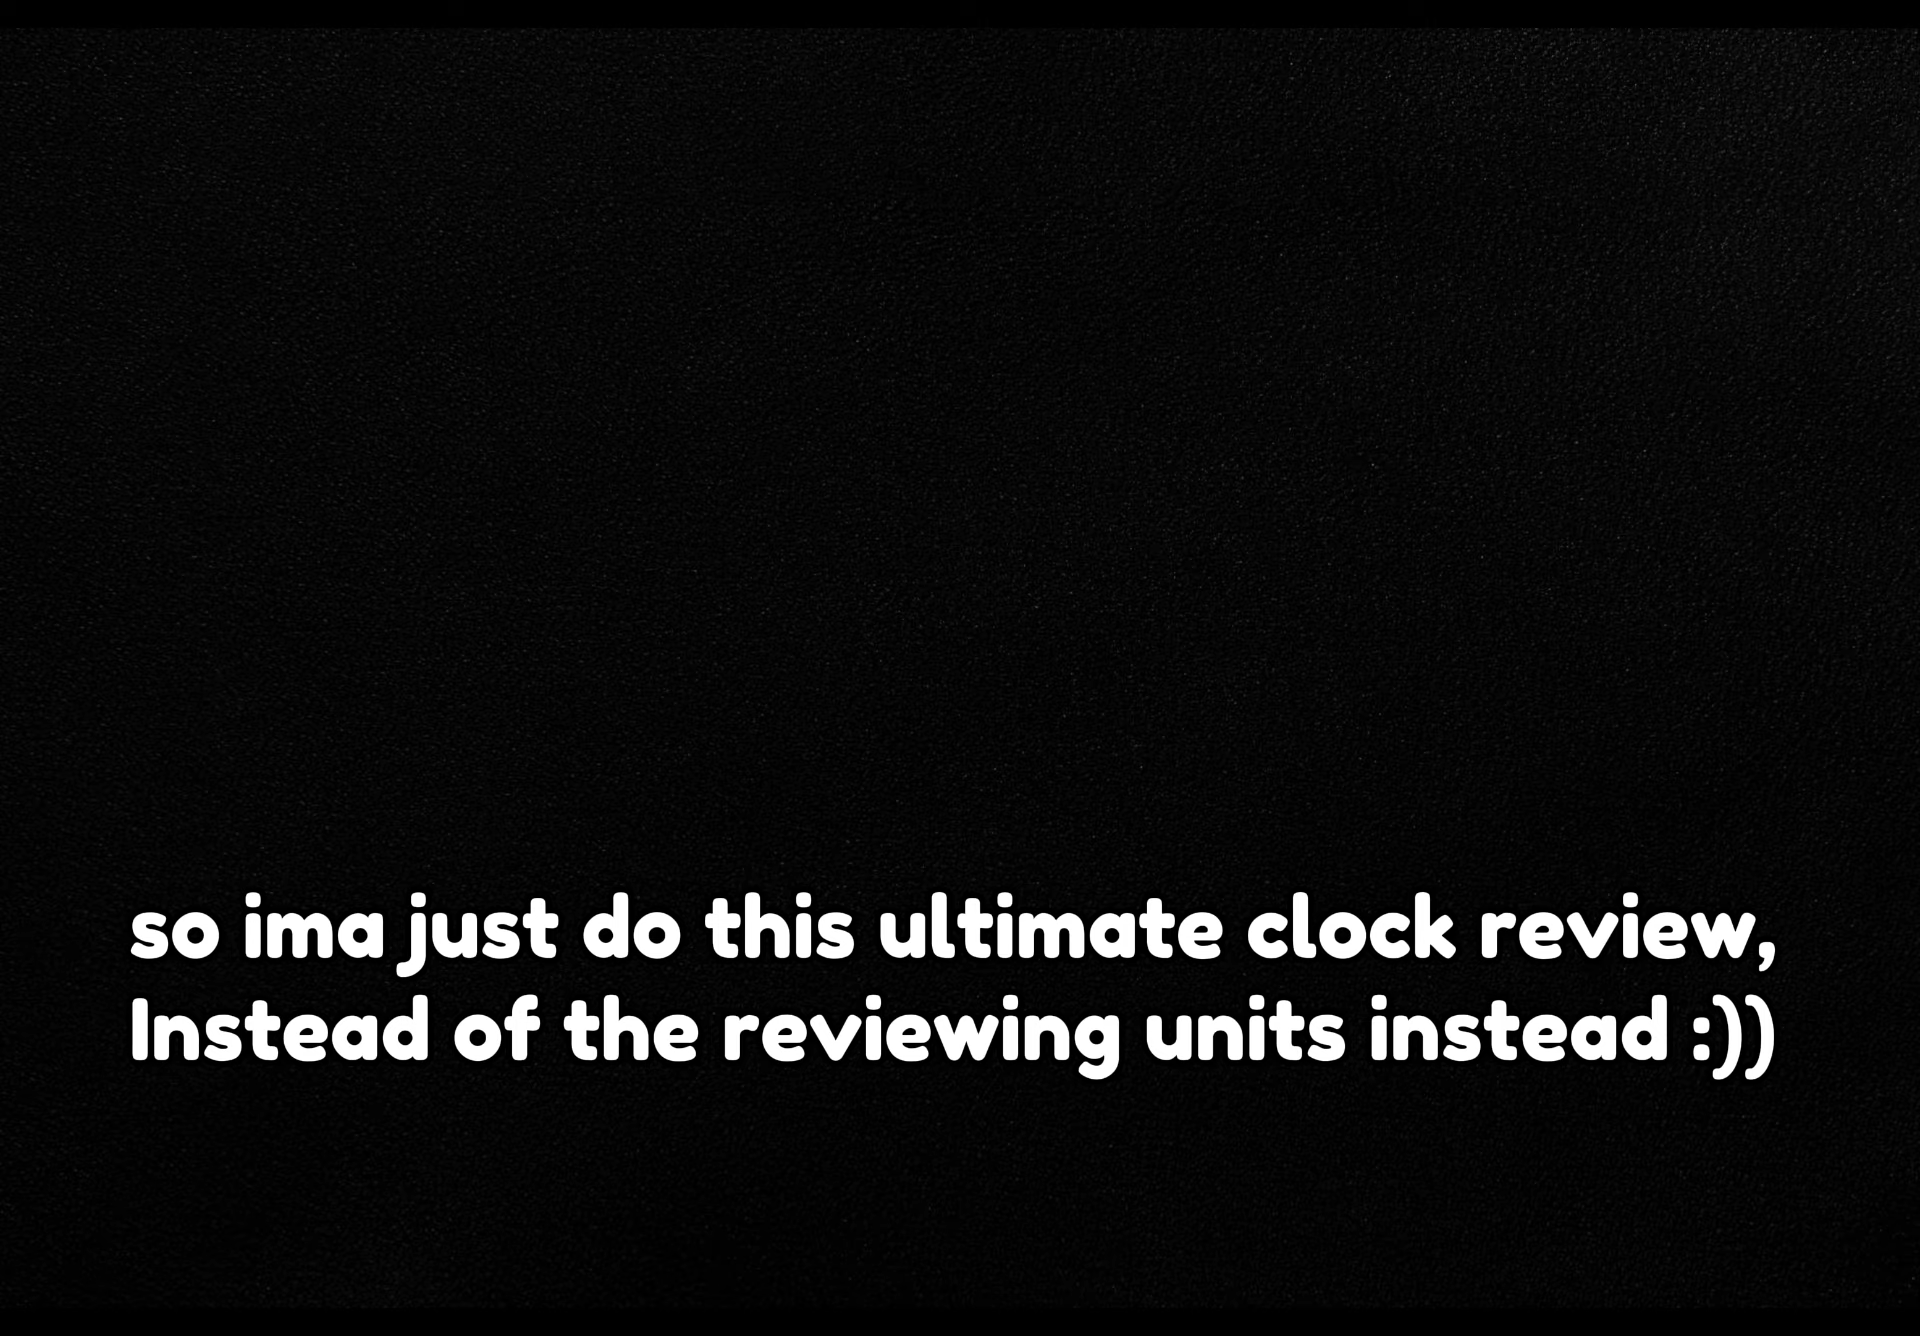 so ima just do this ultimate clock review,
Instead of the reviewing units instead :))